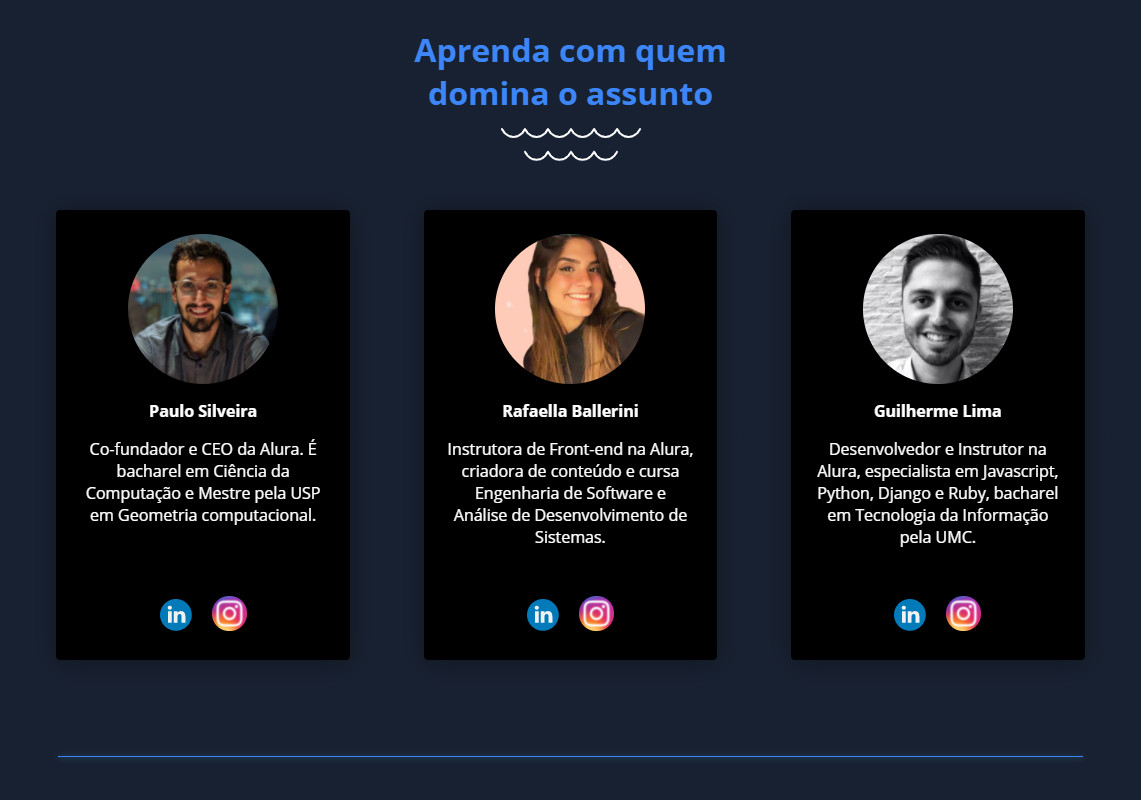 Aprenda com quem
domina o assunto
Paulo Silveira
Co-fundador e CEO da Alura. É
bacharel em Ciência da
Computação e Mestre pela USP
em Geometria computacional.
in
Rafaella Ballerini
Instrutora de Front-end na Alura,
criadora de conteúdo e cursa
Engenharia de Software e
Análise de Desenvolvimento de
Sistemas.
in
Guilherme Lima
Desenvolvedor e Instrutor na
Alura, especialista em Javascript,
Python, Django e Ruby, bacharel
em Tecnologia da Informação
pela UMC.
in